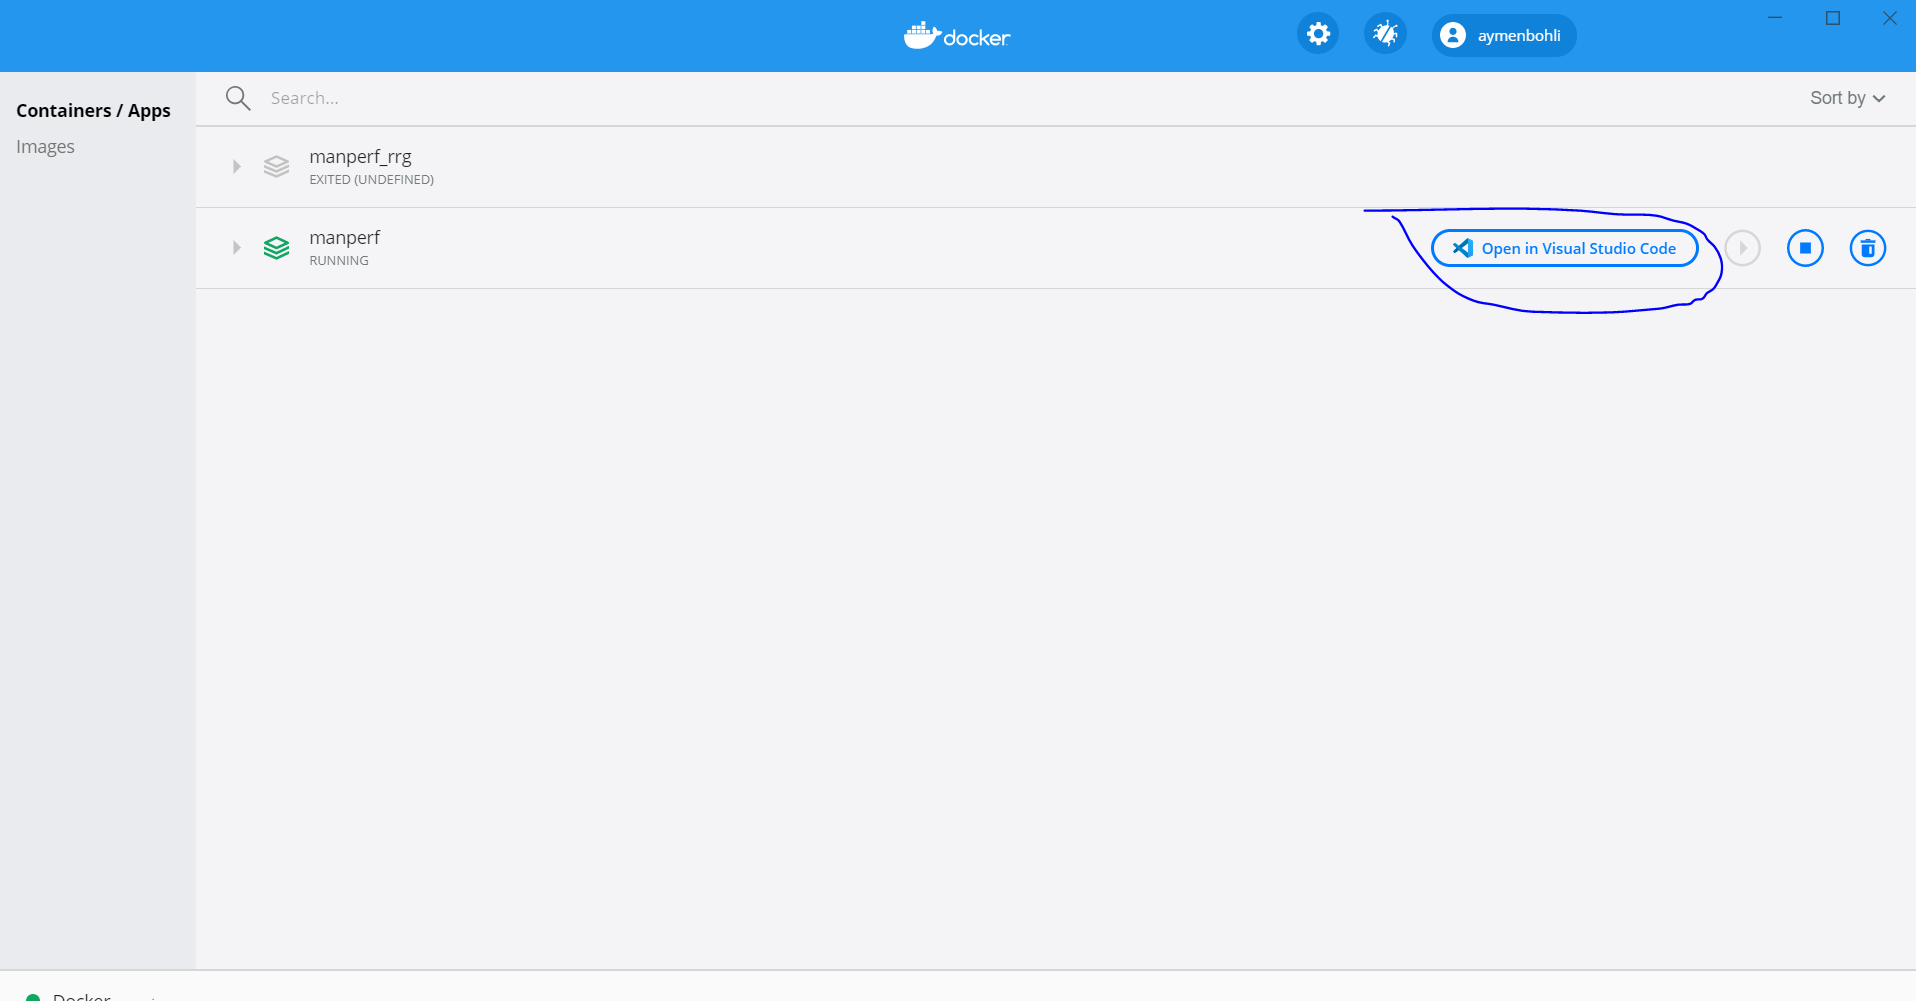 docker
aymenbohli
Containers / Apps
Images
Search...
Sort by
manperf_rrg
EXITED (UNDEFINED)
manperf
RUNNING
Open in Visual Studio Code
Docker